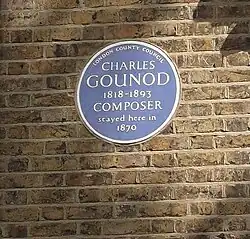 LONDON COUNTY COUNCIL
CHARLES
GOUNOD
1818-1893
COMPOSER
stayed here in
1870